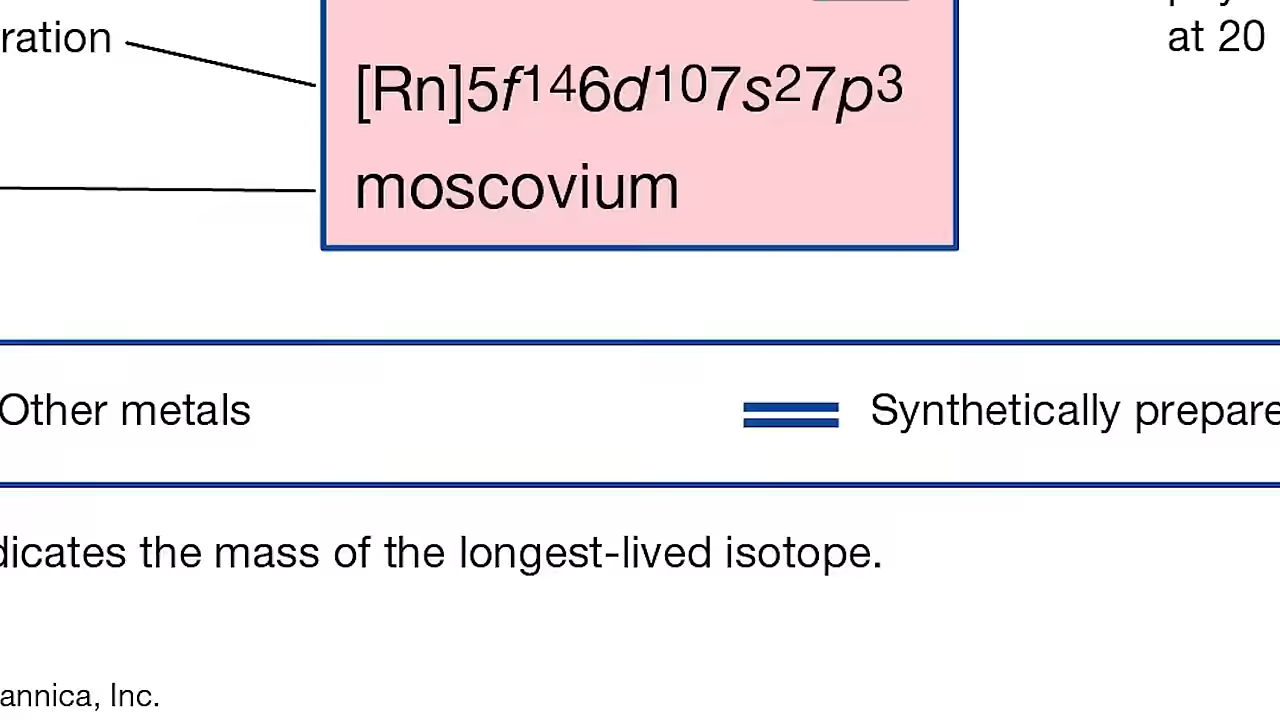 ration
at 20
[Rn]5f¹⁴6d¹⁰7s²7p³
moscovium
Other metals
Synthetically prepare
dicates the mass of the longest-lived isotope.
annica, Inc.